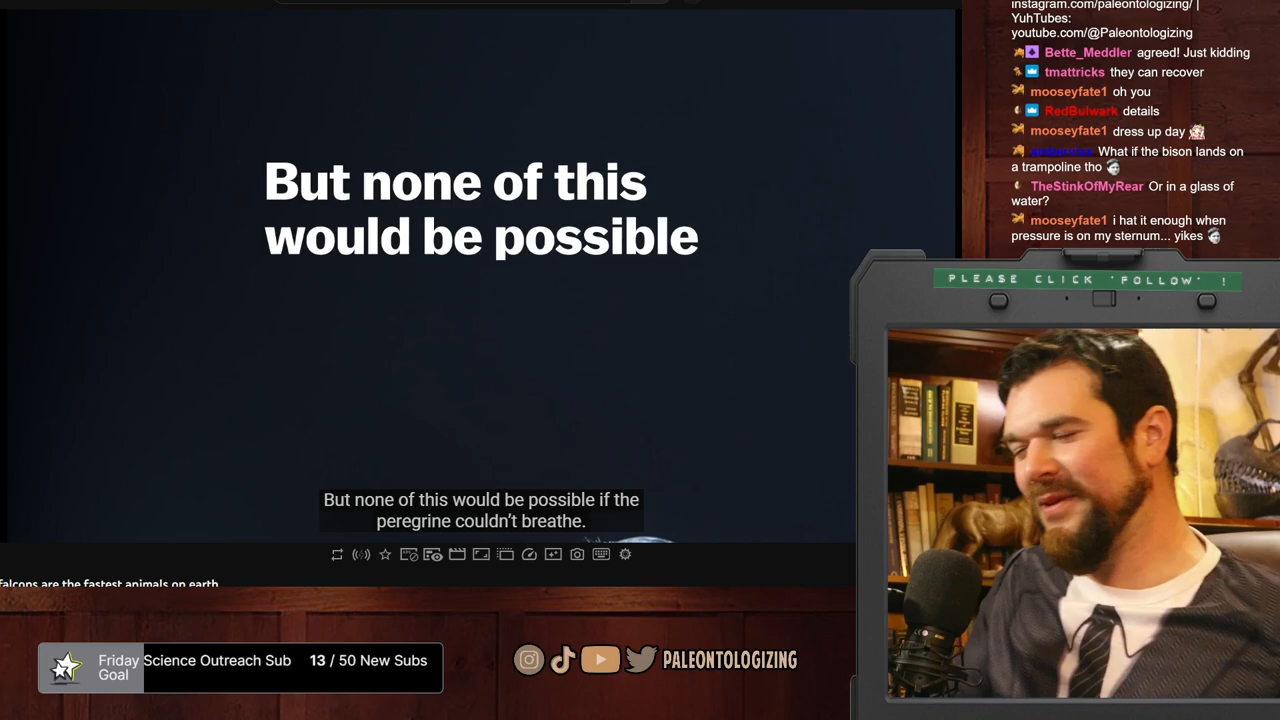 But none of this
would be possible
But none of this would be possible if the
peregrine couldn't breathe.
falcons are the fastest animals on earth
Friday Science Outreach Sub 13 / 50 New Subs
Goal
PALEONTOLOGIZING
instagram.com/paleontologizing/ |
YuhTubes:
youtube.com/@Paleontologizing
Bette_Meddler agreed! Just kidding
tmattricks they can recover
mooseyfate1 oh you
RedBulwark details
mooseyfate1 dress up day
What if the bison lands on
a trampoline tho
TheStinkOfMyRear Or in a glass of
water?
mooseyfate1 i hat it enough when
pressure is on my sternum... yikes
PLEASE CLICK 'FOLLOW' !